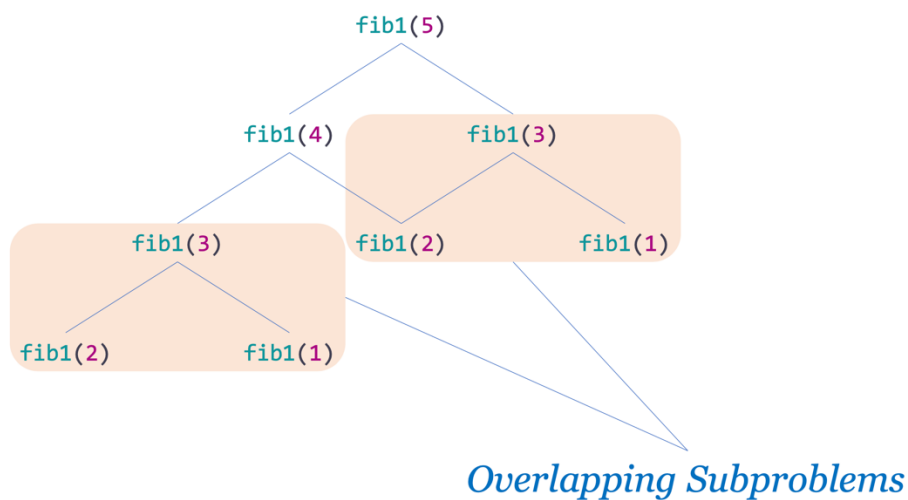 fib1(5)
fib1(4) fib1(3)
fib1(3) fib1(2) fib1(1)
fib1(2) fib1(1)
Overlapping Subproblems